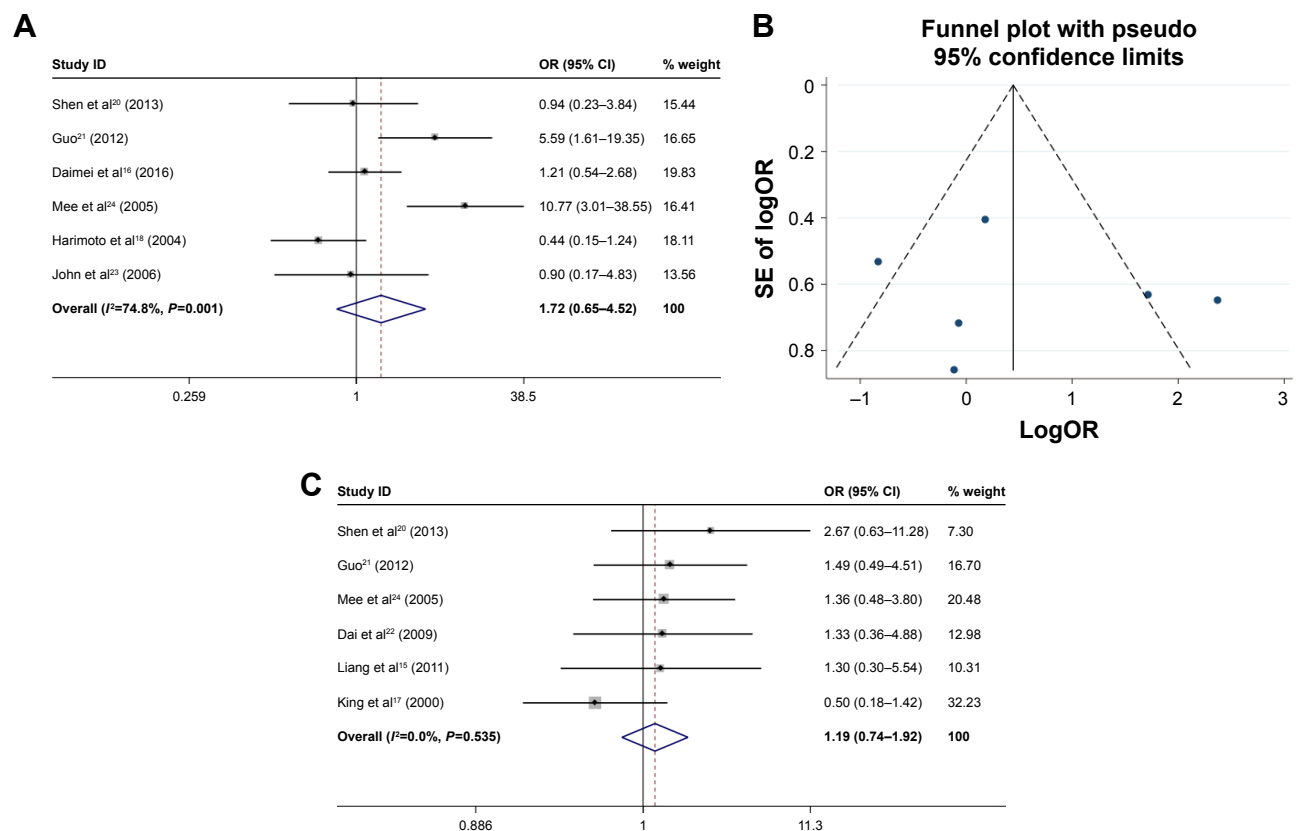 A
Study ID OR (95% CI) % weight
Shen et al²⁰ (2013) 0.94 (0.23–3.84) 15.44
Guo²¹ (2012) 5.59 (1.61–19.35) 16.65
Daimei et al¹⁶ (2016) 1.21 (0.54–2.68) 19.83
Mee et al²⁴ (2005) 10.77 (3.01–38.55) 16.41
Harimoto et al¹⁸ (2004) 0.44 (0.15–1.24) 18.11
John et al²³ (2006) 0.90 (0.17–4.83) 13.56
Overall (I²=74.8%, P=0.001) 1.72 (0.65–4.52) 100
0.259 1 38.5
B
Funnel plot with pseudo
95% confidence limits
SE of logOR
0
0.2
0.4
0.6
0.8
–1 0 1 2 3
LogOR
C
Study ID OR (95% CI) % weight
Shen et al²⁰ (2013) 2.67 (0.63–11.28) 7.30
Guo²¹ (2012) 1.49 (0.49–4.51) 16.70
Mee et al²⁴ (2005) 1.36 (0.48–3.80) 20.48
Dai et al²² (2009) 1.33 (0.36–4.88) 12.98
Liang et al¹⁵ (2011) 1.30 (0.30–5.54) 10.31
King et al¹⁷ (2000) 0.50 (0.18–1.42) 32.23
Overall (I²=0.0%, P=0.535) 1.19 (0.74–1.92) 100
0.886 1 11.3